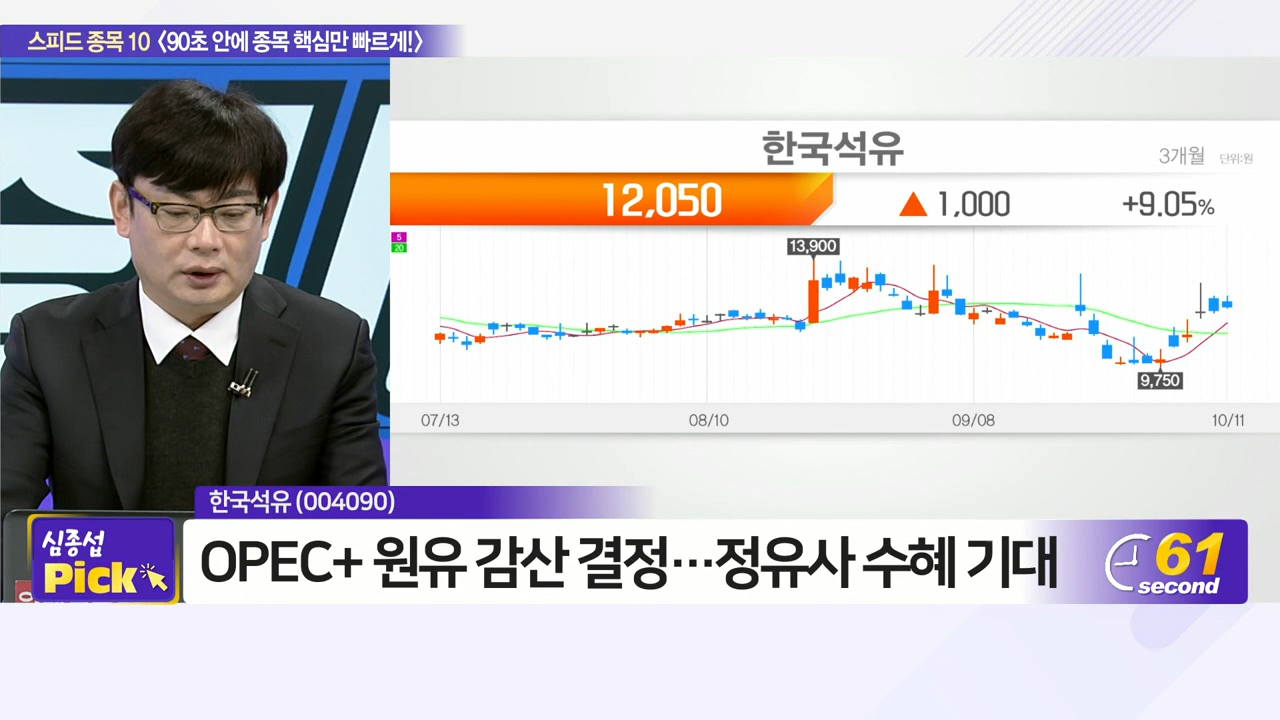 스피드 종목 10 〈90초 안에 종목 핵심만 빠르게!〉
한국석유
3개월 단위:원
12,050 ▲ 1,000 +9.05%
5
20
13,900
9,750
07/13 08/10 09/08 10/11
한국석유 (004090)
심종섭
Pick
OPEC+ 원유 감산 결정…정유사 수혜 기대
61
second